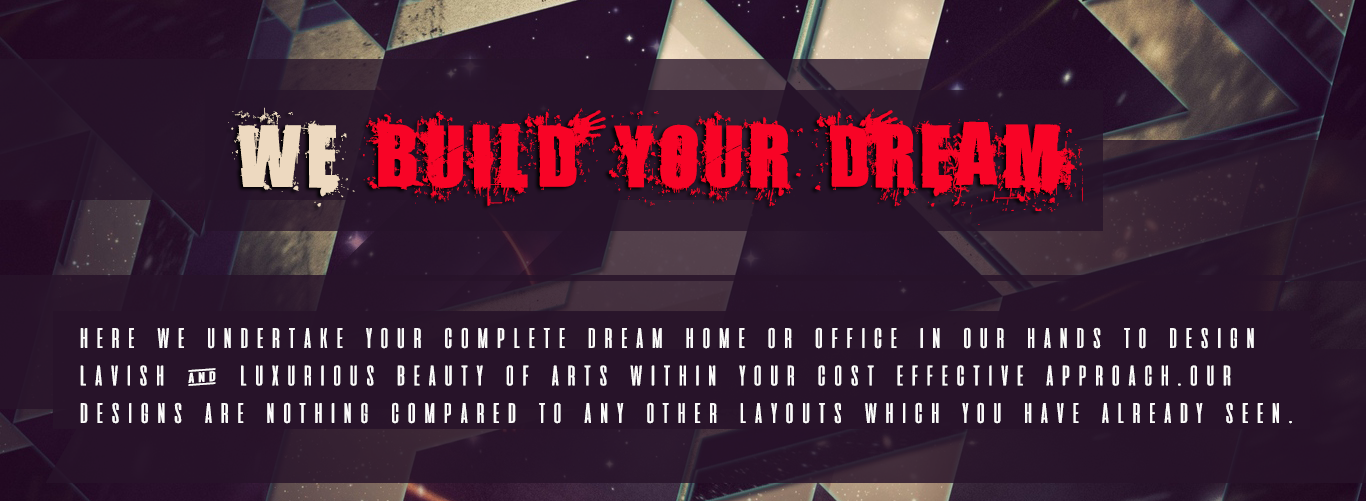 WE BUILD YOUR DREAM
HERE WE UNDERTAKE YOUR COMPLETE DREAM HOME OR OFFICE IN OUR HANDS TO DESIGN
LAVISH AND LUXURIOUS BEAUTY OF ARTS WITHIN YOUR COST EFFECTIVE APPROACH.OUR
DESIGNS ARE NOTHING COMPARED TO ANY OTHER LAYOUTS WHICH YOU HAVE ALREADY SEEN.